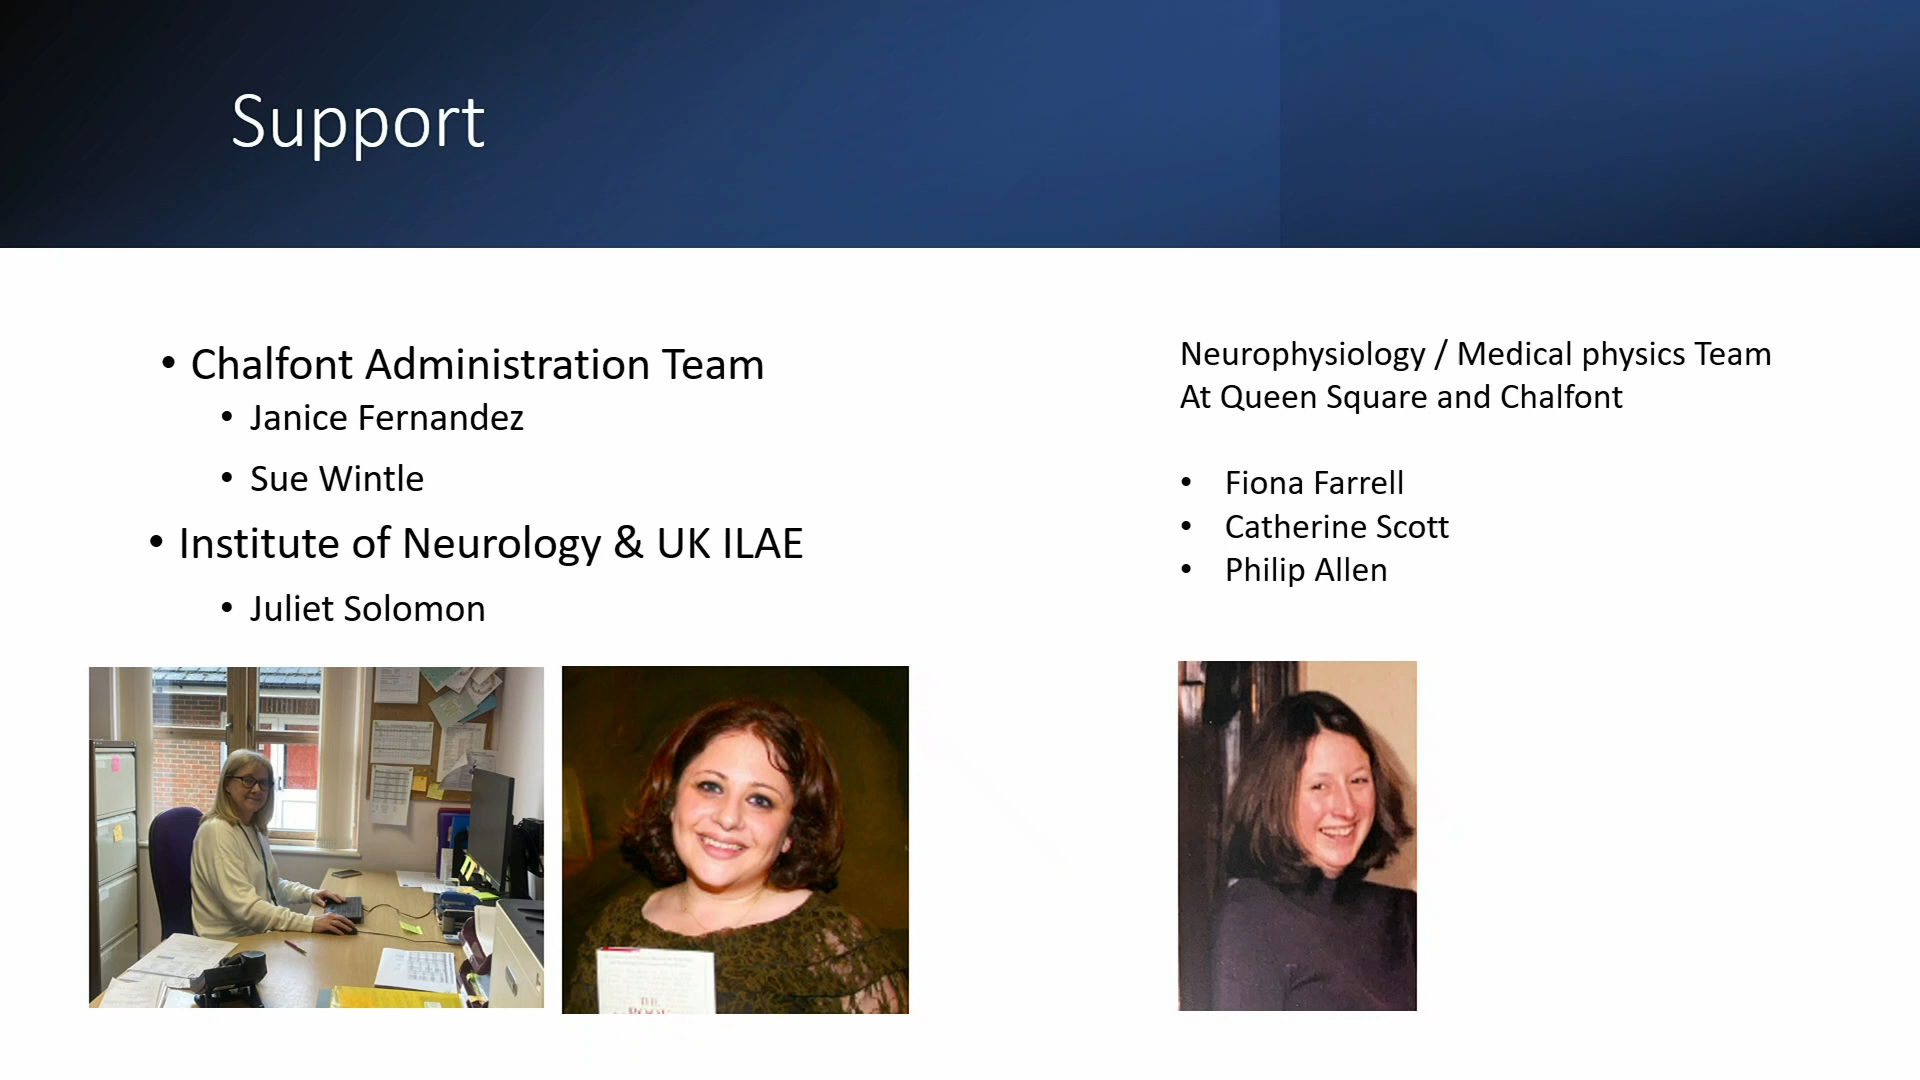 Support
• Chalfont Administration Team
• Janice Fernandez
• Sue Wintle
• Institute of Neurology & UK ILAE
• Juliet Solomon
Neurophysiology / Medical physics Team
At Queen Square and Chalfont
• Fiona Farrell
• Catherine Scott
• Philip Allen
THE